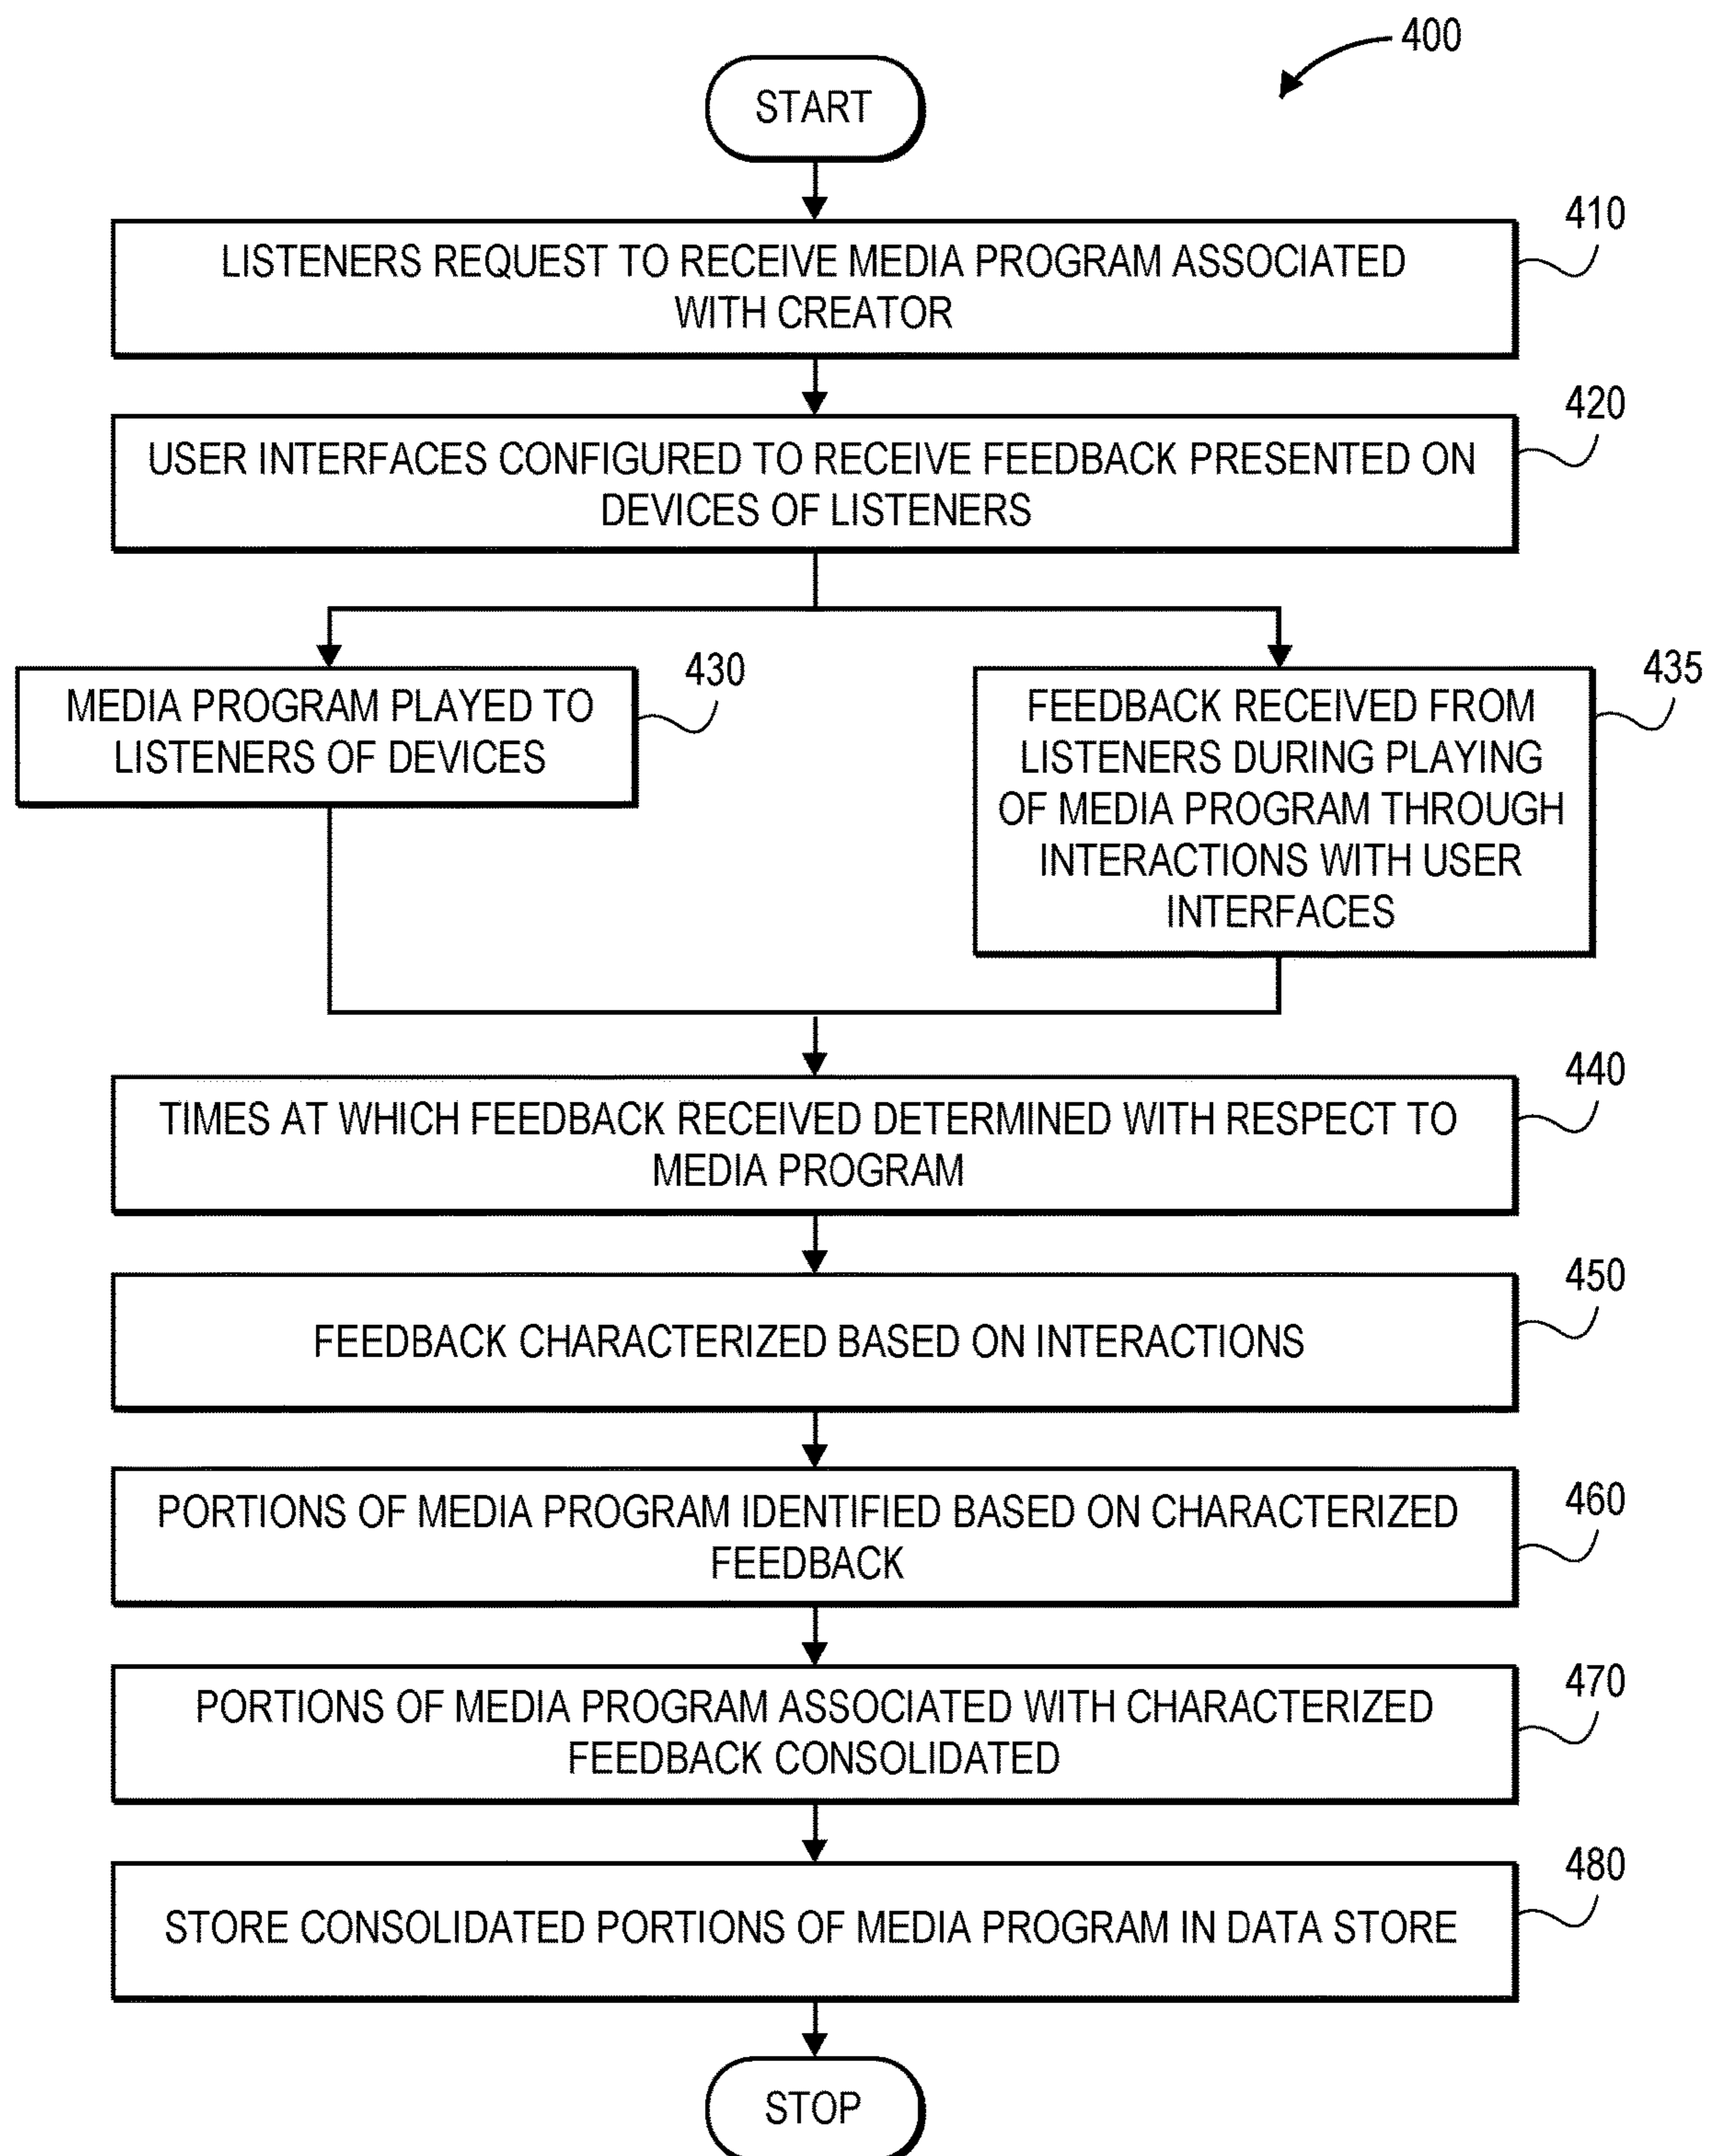 400
START
410
LISTENERS REQUEST TO RECEIVE MEDIA PROGRAM ASSOCIATED
WITH CREATOR
420
USER INTERFACES CONFIGURED TO RECEIVE FEEDBACK PRESENTED ON
DEVICES OF LISTENERS
430
MEDIA PROGRAM PLAYED TO
LISTENERS OF DEVICES
435
FEEDBACK RECEIVED FROM
LISTENERS DURING PLAYING
OF MEDIA PROGRAM THROUGH
INTERACTIONS WITH USER
INTERFACES
440
TIMES AT WHICH FEEDBACK RECEIVED DETERMINED WITH RESPECT TO
MEDIA PROGRAM
450
FEEDBACK CHARACTERIZED BASED ON INTERACTIONS
460
PORTIONS OF MEDIA PROGRAM IDENTIFIED BASED ON CHARACTERIZED
FEEDBACK
470
PORTIONS OF MEDIA PROGRAM ASSOCIATED WITH CHARACTERIZED
FEEDBACK CONSOLIDATED
480
STORE CONSOLIDATED PORTIONS OF MEDIA PROGRAM IN DATA STORE
STOP